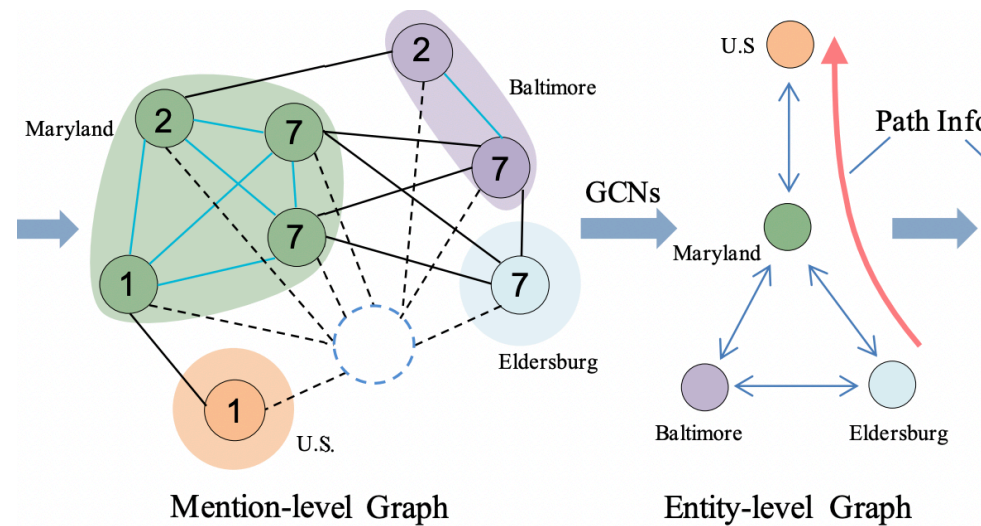 2
Baltimore
Maryland
2
7
7
7
1
7
Eldersburg
1
U.S.
Mention-level Graph
GCNs
U.S
Path Info
Maryland
Baltimore
Eldersburg
Entity-level Graph